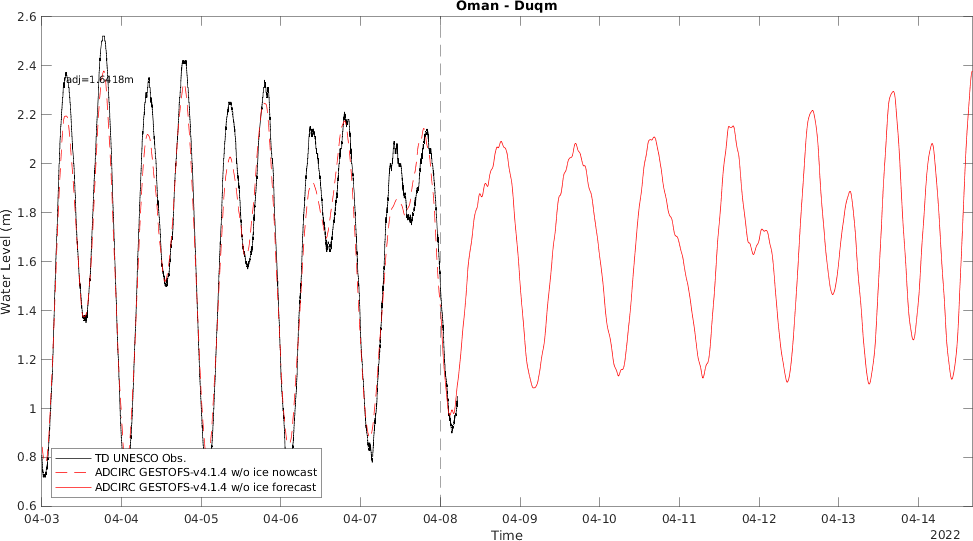 Oman - Duqm
2.6
2.4
2.2
2
1.8
1.6
1.4
1.2
1
0.8
0.6
Water Level (m)
adj=1.6418m
TD UNESCO Obs.
ADCIRC GESTOFS-v4.1.4 w/o ice nowcast
ADCIRC GESTOFS-v4.1.4 w/o ice forecast
04-03 04-04 04-05 04-06 04-07 04-08 04-09 04-10 04-11 04-12 04-13 04-14
2022
Time